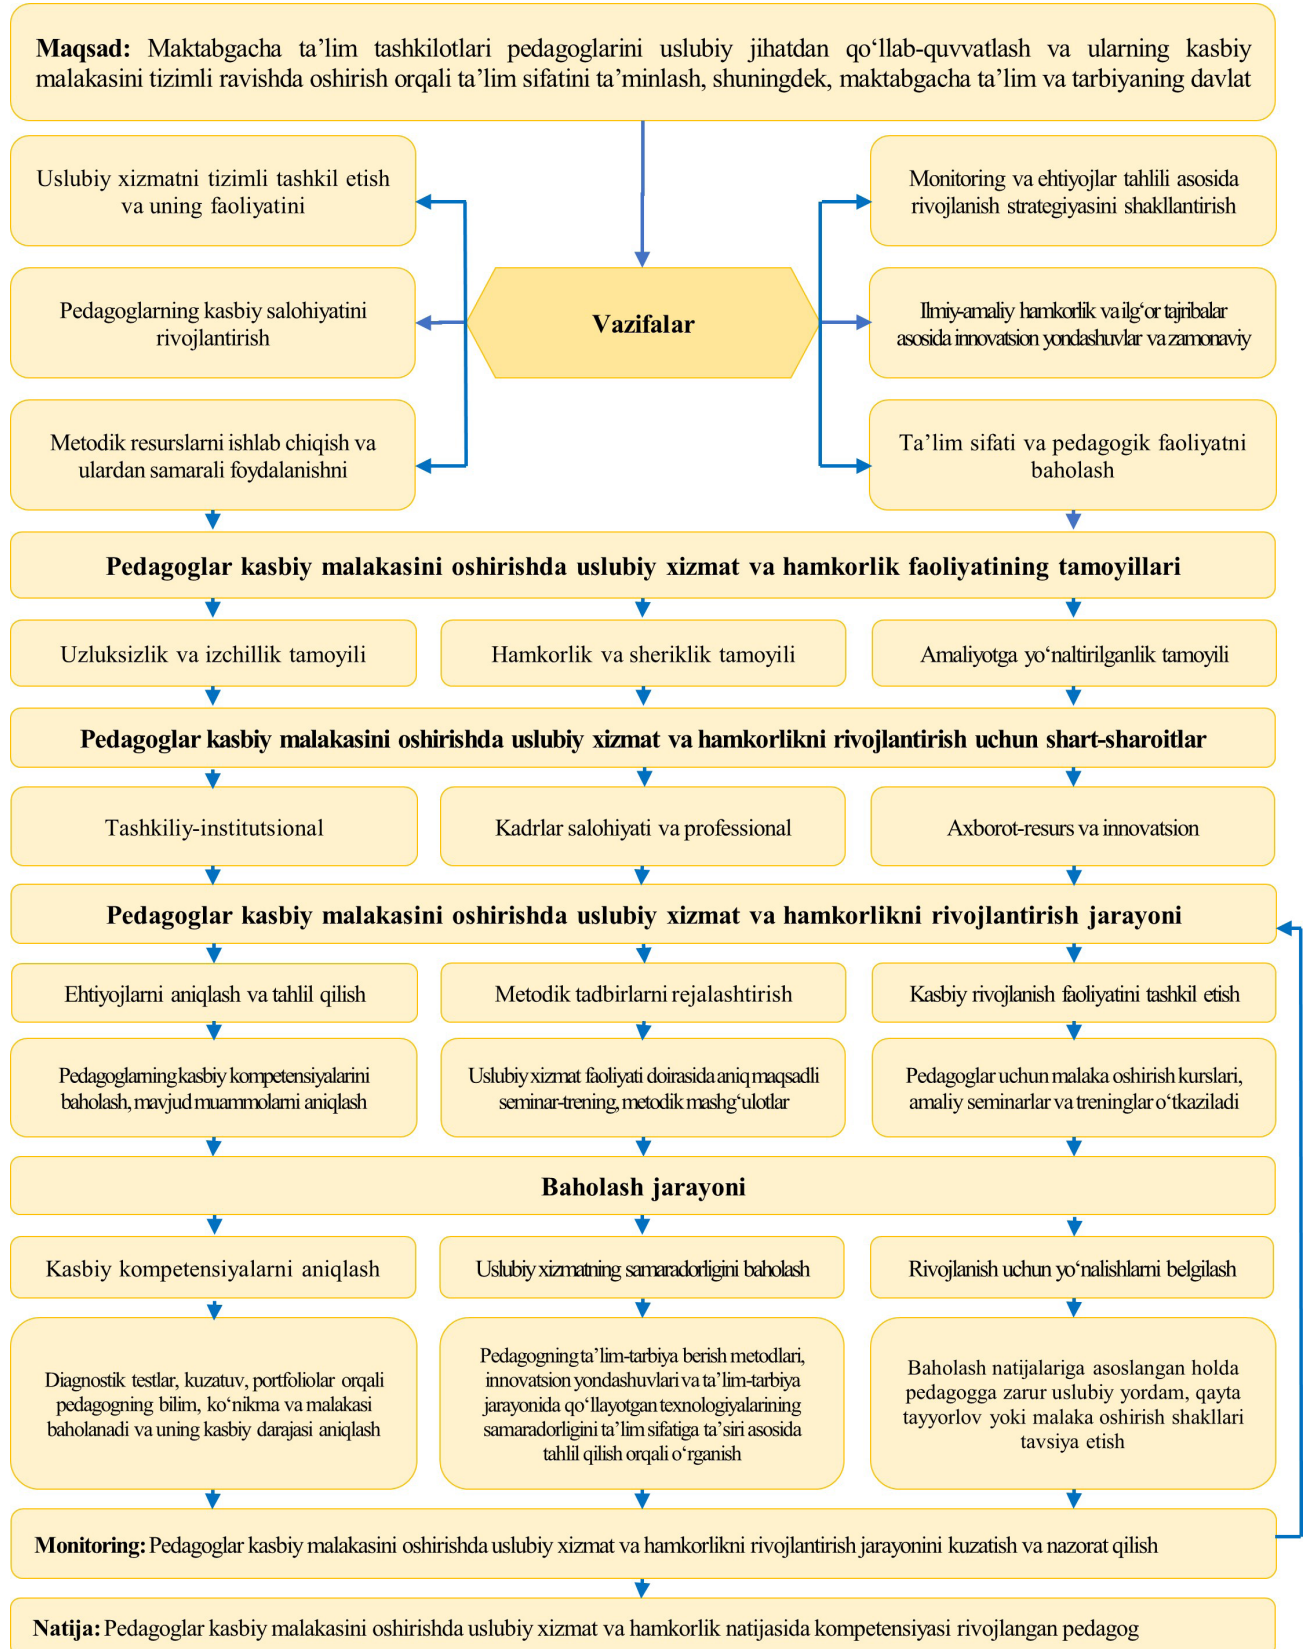 Maqsad: Maktabgacha ta’lim tashkilotlari pedagoglarini uslubiy jihatdan qo‘llab-quvvatlash va ularning kasbiy
malakasini tizimli ravishda oshirish orqali ta’lim sifatini ta’minlash, shuningdek, maktabgacha ta’lim va tarbiyaning davlat
Uslubiy xizmatni tizimli tashkil etish
va uning faoliyatini
Monitoring va ehtiyojlar tahlili asosida
rivojlanish strategiyasini shakllantirish
Pedagoglarning kasbiy salohiyatini
rivojlantirish
Vazifalar
Ilmiy-amaliy hamkorlik va ilg‘or tajribalar
asosida innovatsion yondashuvlar va zamonaviy
Metodik resurslarni ishlab chiqish va
ulardan samarali foydalanishni
Ta’lim sifati va pedagogik faoliyatni
baholash
Pedagoglar kasbiy malakasini oshirishda uslubiy xizmat va hamkorlik faoliyatining tamoyillari
Uzluksizlik va izchillik tamoyili
Hamkorlik va sheriklik tamoyili
Amaliyotga yo‘naltirilganlik tamoyili
Pedagoglar kasbiy malakasini oshirishda uslubiy xizmat va hamkorlikni rivojlantirish uchun shart-sharoitlar
Tashkiliy-institutsional
Kadrlar salohiyati va professional
Axborot-resurs va innovatsion
Pedagoglar kasbiy malakasini oshirishda uslubiy xizmat va hamkorlikni rivojlantirish jarayoni
Ehtiyojlarni aniqlash va tahlil qilish
Metodik tadbirlarni rejalashtirish
Kasbiy rivojlanish faoliyatini tashkil etish
Pedagoglarning kasbiy kompetensiyalarini
baholash, mavjud muammolarni aniqlash
Uslubiy xizmat faoliyati doirasida aniq maqsadli
seminar-trening, metodik mashg‘ulotlar
Pedagoglar uchun malaka oshirish kurslari,
amaliy seminarlar va treninglar o‘tkaziladi
Baholash jarayoni
Kasbiy kompetensiyalarni aniqlash
Uslubiy xizmatning samaradorligini baholash
Rivojlanish uchun yo‘nalishlarni belgilash
Diagnostik testlar, kuzatuv, portfoliolar orqali
pedagogning bilim, ko‘nikma va malakasi
baholanadi va uning kasbiy darajasi aniqlash
Pedagogning ta’lim-tarbiya berish metodlari,
innovatsion yondashuvlari va ta’lim-tarbiya
jarayonida qo‘llayotgan texnologiyalarining
samaradorligini ta’lim sifatiga ta’siri asosida
tahlil qilish orqali o‘rganish
Baholash natijalariga asoslangan holda
pedagogga zarur uslubiy yordam, qayta
tayyorlov yoki malaka oshirish shakllari
tavsiya etish
Monitoring: Pedagoglar kasbiy malakasini oshirishda uslubiy xizmat va hamkorlikni rivojlantirish jarayonini kuzatish va nazorat qilish
Natija: Pedagoglar kasbiy malakasini oshirishda uslubiy xizmat va hamkorlik natijasida kompetensiyasi rivojlangan pedagog